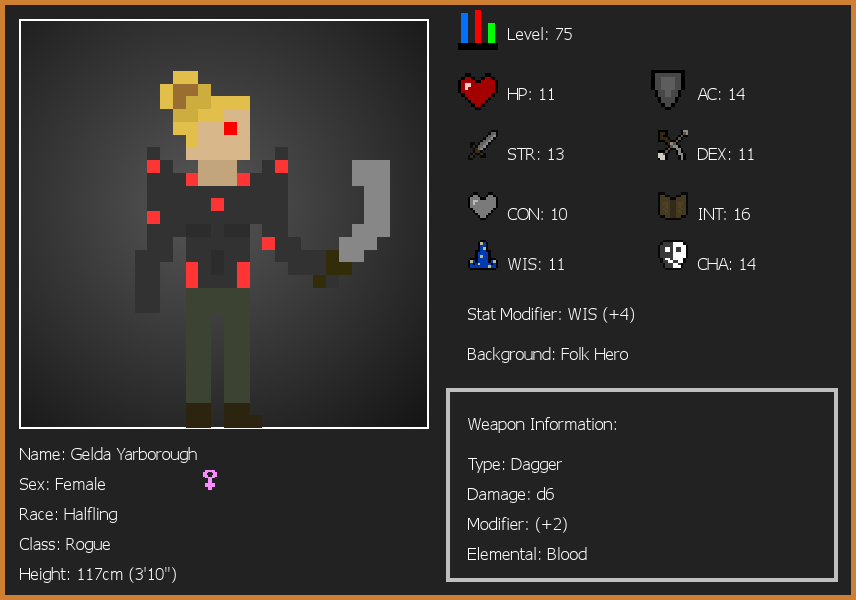 Level: 75
HP: 11
AC: 14
STR: 13
DEX: 11
CON: 10
INT: 16
WIS: 11
CHA: 14
Stat Modifier: WIS (+4)
Background: Folk Hero
Weapon Information:
Type: Dagger
Damage: d6
Modifier: (+2)
Elemental: Blood
Name: Gelda Yarborough
Sex: Female
Race: Halfling
Class: Rogue
Height: 117cm (3'10")